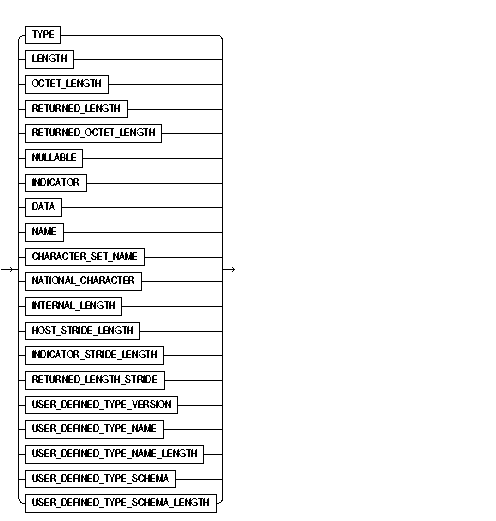 TYPE
LENGTH
OCTET_LENGTH
RETURNED_LENGTH
RETURNED_OCTET_LENGTH
NULLABLE
INDICATOR
DATA
NAME
CHARACTER_SET_NAME
NATIONAL_CHARACTER
INTERNAL_LENGTH
HOST_STRIDE_LENGTH
INDICATOR_STRIDE_LENGTH
RETURNED_LENGTH_STRIDE
USER_DEFINED_TYPE_VERSION
USER_DEFINED_TYPE_NAME
USER_DEFINED_TYPE_NAME_LENGTH
USER_DEFINED_TYPE_SCHEMA
USER_DEFINED_TYPE_SCHEMA_LENGTH